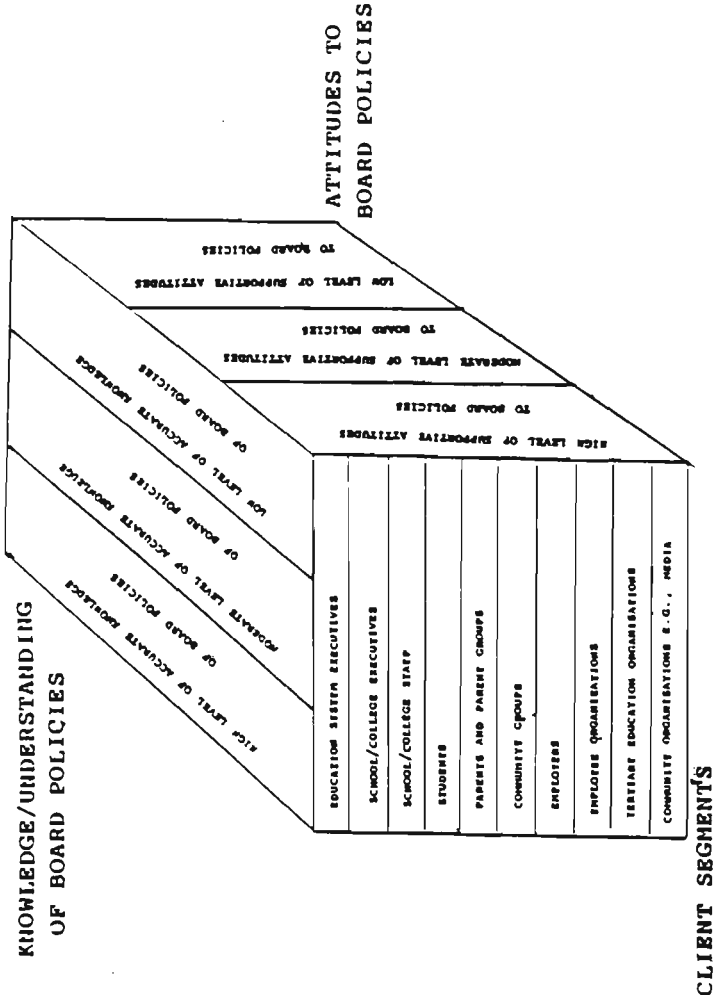 KNOWLEDGE/UNDERSTANDING
OF BOARD POLICIES
ATTITUDES TO
BOARD POLICIES
HIGH LEVEL OF ACCURATE KNOWLEDGE
OF BOARD POLICIES
MODERATE LEVEL OF ACCURATE KNOWLEDGE
OF BOARD POLICIES
LOW LEVEL OF ACCURATE KNOWLEDGE
OF BOARD POLICIES
LOW LEVEL OF SUPPORTIVE ATTITUDES
TO BOARD POLICIES
MODERATE LEVEL OF SUPPORTIVE ATTITUDES
TO BOARD POLICIES
HIGH LEVEL OF SUPPORTIVE ATTITUDES
TO BOARD POLICIES
EDUCATION SYSTEM EXECUTIVES
SCHOOL/COLLEGE EXECUTIVES
SCHOOL/COLLEGE STAFF
STUDENTS
PARENTS AND PARENT GROUPS
COMMUNITY GROUPS
EMPLOYERS
EMPLOYEE ORGANISATIONS
TERTIARY EDUCATION ORGANISATIONS
COMMUNITY ORGANISATIONS E.G., MEDIA
CLIENT SEGMENTS